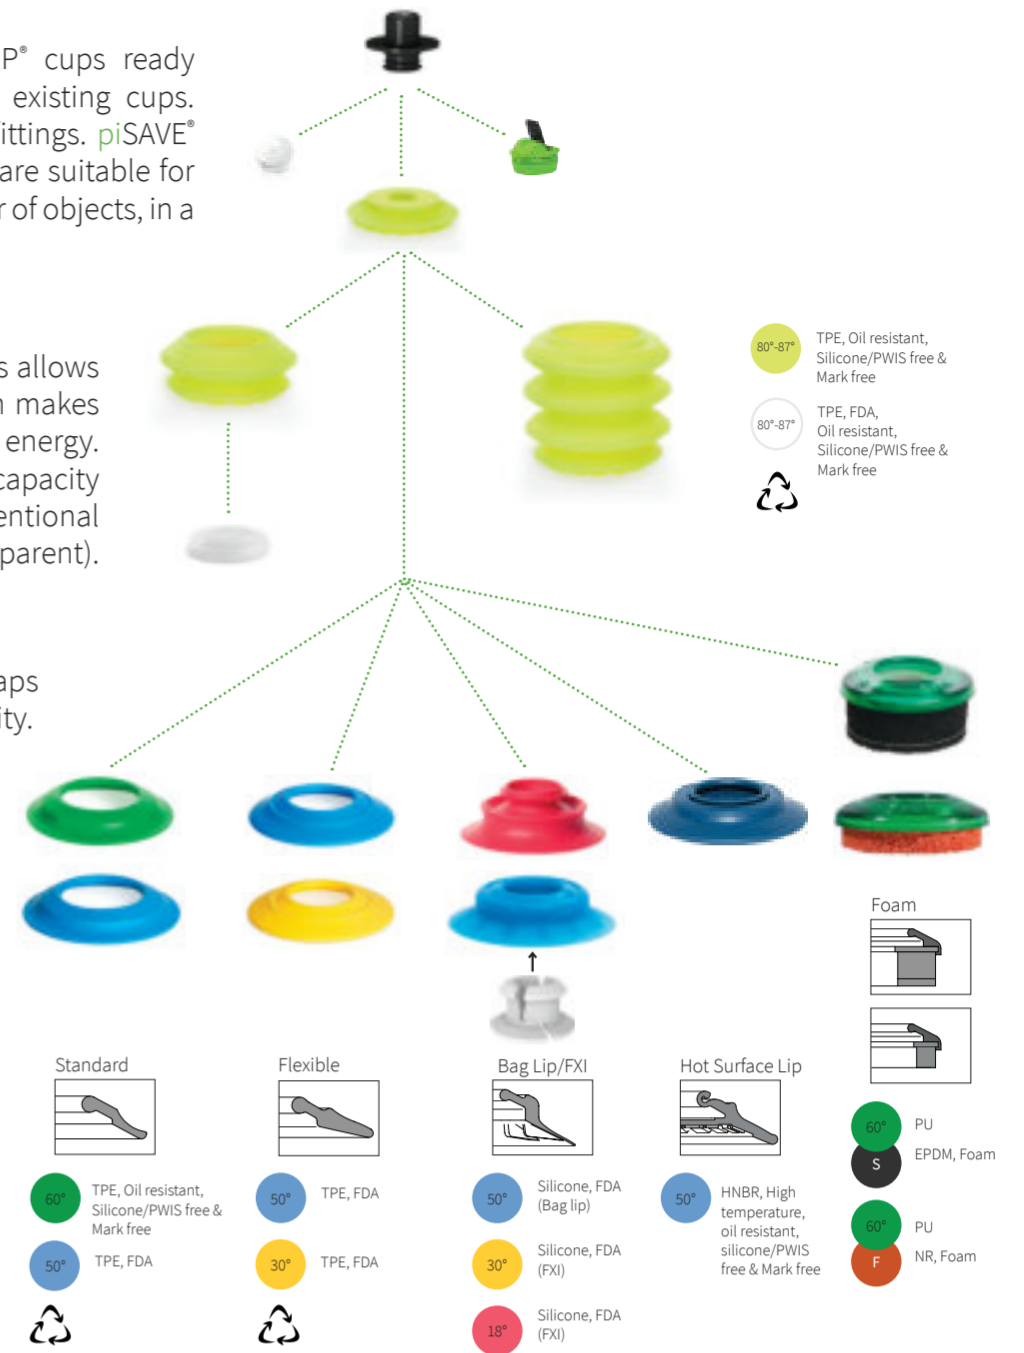 P® cups ready
existing cups.
fittings. piSAVE®
are suitable for
r of objects, in a
s allows
n makes
energy.
capacity
entional
parent).
aps
ity.
80°-87°
TPE, Oil resistant,
Silicone/PWIS free &
Mark free
80°-87°
TPE, FDA,
Oil resistant,
Silicone/PWIS free &
Mark free
Standard
60°
TPE, Oil resistant,
Silicone/PWIS free &
Mark free
50°
TPE, FDA
Flexible
50°
TPE, FDA
30°
TPE, FDA
Bag Lip/FXI
50°
Silicone, FDA
(Bag lip)
30°
Silicone, FDA
(FXI)
18°
Silicone, FDA
(FXI)
Hot Surface Lip
50°
HNBR, High
temperature,
oil resistant,
silicone/PWIS
free & Mark free
Foam
60°
PU
S
EPDM, Foam
60°
PU
F
NR, Foam